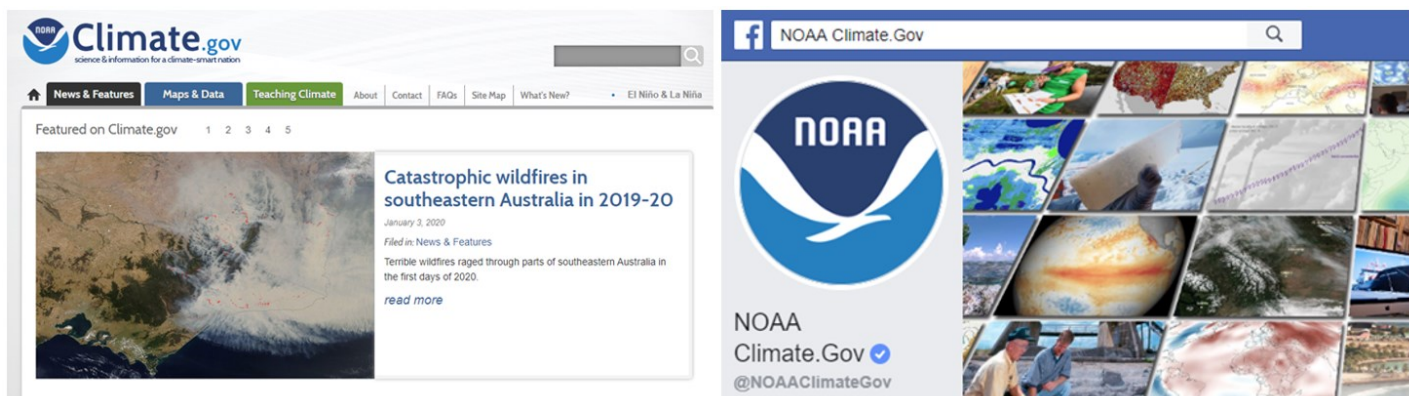 NOAA
Climate.gov
science & information for a climate-smart nation
News & Features Maps & Data Teaching Climate About Contact FAQs Site Map What's New? • El Niño & La Niña
Featured on Climate.gov 1 2 3 4 5
Catastrophic wildfires in
southeastern Australia in 2019-20
January 3, 2020
Filed in: News & Features
Terrible wildfires raged through parts of southeastern Australia in
the first days of 2020.
read more
f NOAA Climate.Gov
NOAA
NOAA
Climate.Gov
@NOAAClimateGov